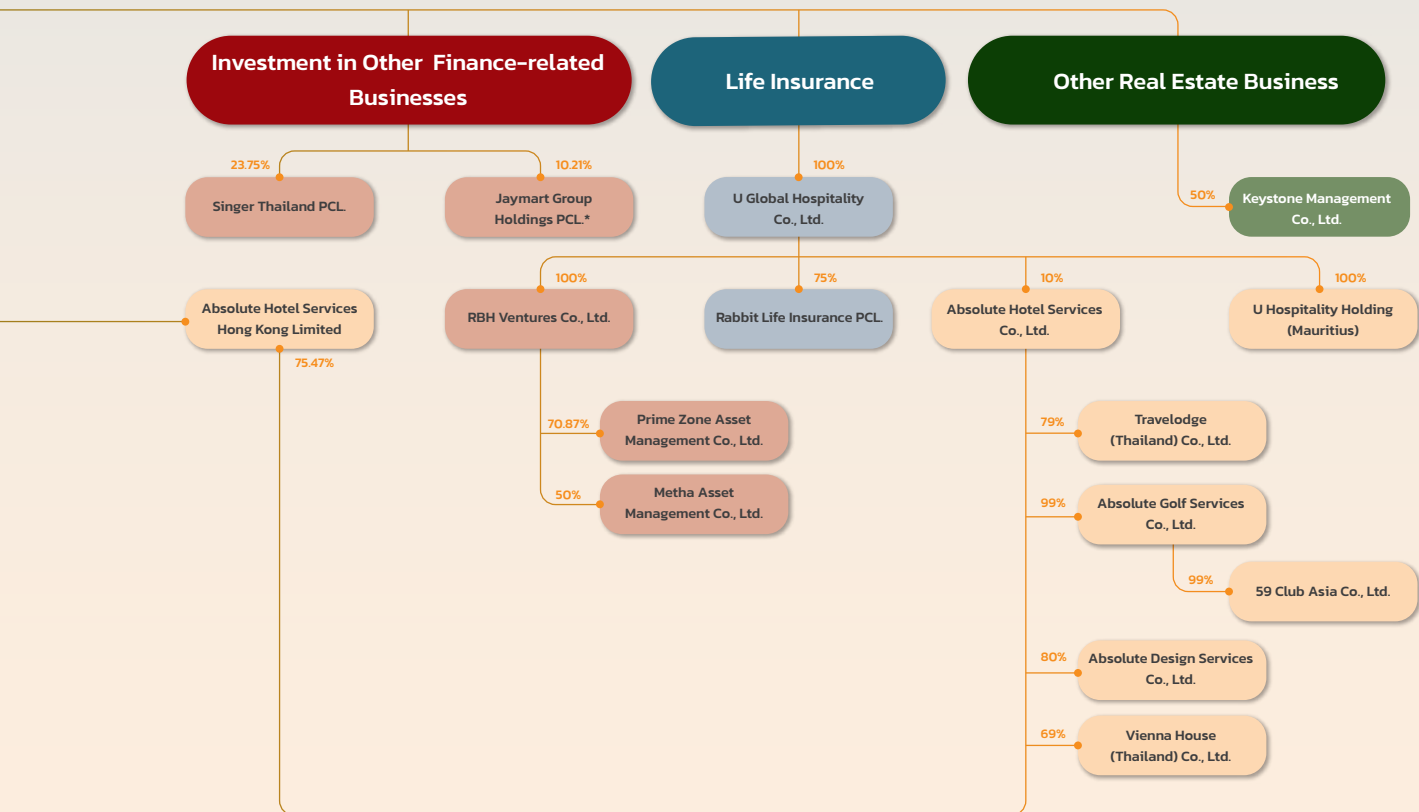 Investment in Other Finance-related
Businesses
Life Insurance
Other Real Estate Business
23.75%
10.21%
100%
50%
Singer Thailand PCL.
Jaymart Group
Holdings PCL.*
U Global Hospitality
Co., Ltd.
Keystone Management
Co., Ltd.
100%
75%
10%
100%
Absolute Hotel Services
Hong Kong Limited
RBH Ventures Co., Ltd.
Rabbit Life Insurance PCL.
Absolute Hotel Services
Co., Ltd.
U Hospitality Holding
(Mauritius)
75.47%
70.87%
Prime Zone Asset
Management Co., Ltd.
79%
Travelodge
(Thailand) Co., Ltd.
50%
Metha Asset
Management Co., Ltd.
99%
Absolute Golf Services
Co., Ltd.
99%
59 Club Asia Co., Ltd.
80%
Absolute Design Services
Co., Ltd.
69%
Vienna House
(Thailand) Co., Ltd.